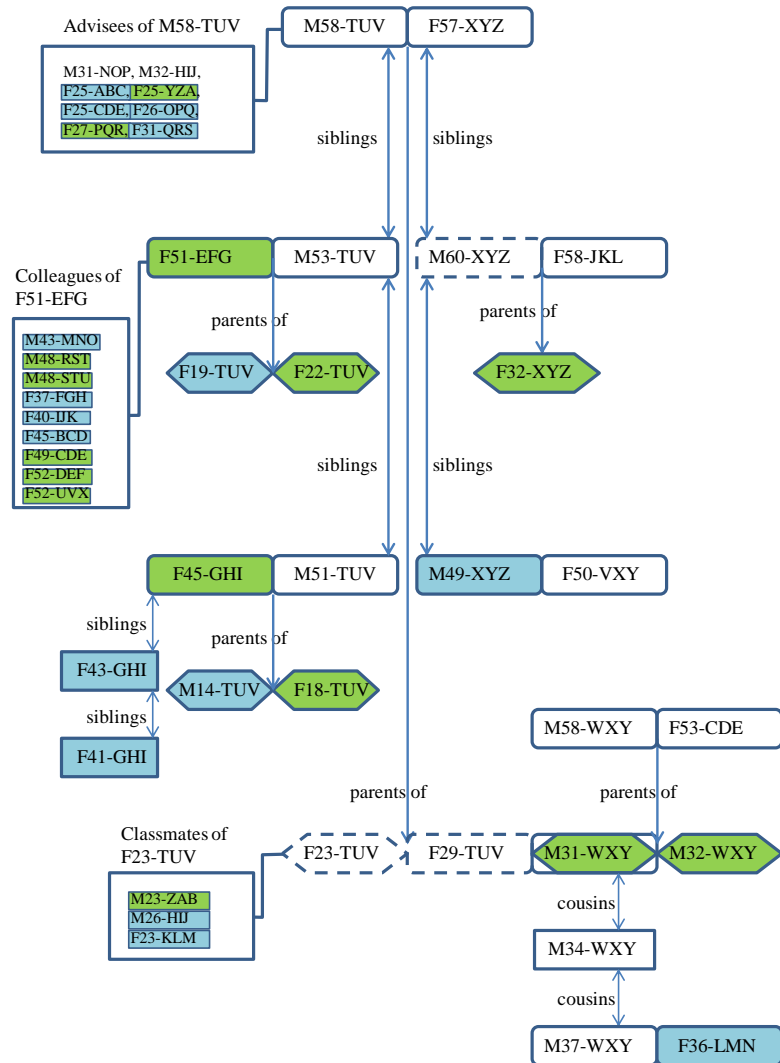 Advisees of M58-TUV
M58-TUV F57-XYZ
M31-NOP, M32-HIJ,
F25-ABC, F25-YZA,
F25-CDE, F26-OPQ,
F27-PQR, F31-QRS
siblings siblings
F51-EFG M53-TUV M60-XYZ F58-JKL
Colleagues of
F51-EFG
parents of parents of
M43-MNO
M48-RST
M48-STU
F37-FGH
F40-IJK
F45-BCD
F49-CDE
F52-DEF
F52-UVX
F19-TUV F22-TUV F32-XYZ
siblings siblings
F45-GHI M51-TUV M49-XYZ F50-VXY
siblings parents of
F43-GHI M14-TUV F18-TUV
siblings
F41-GHI
M58-WXY F53-CDE
parents of parents of
Classmates of
F23-TUV
F23-TUV F29-TUV M31-WXY M32-WXY
M23-ZAB
M26-HIJ
F23-KLM
cousins
M34-WXY
cousins
M37-WXY F36-LMN